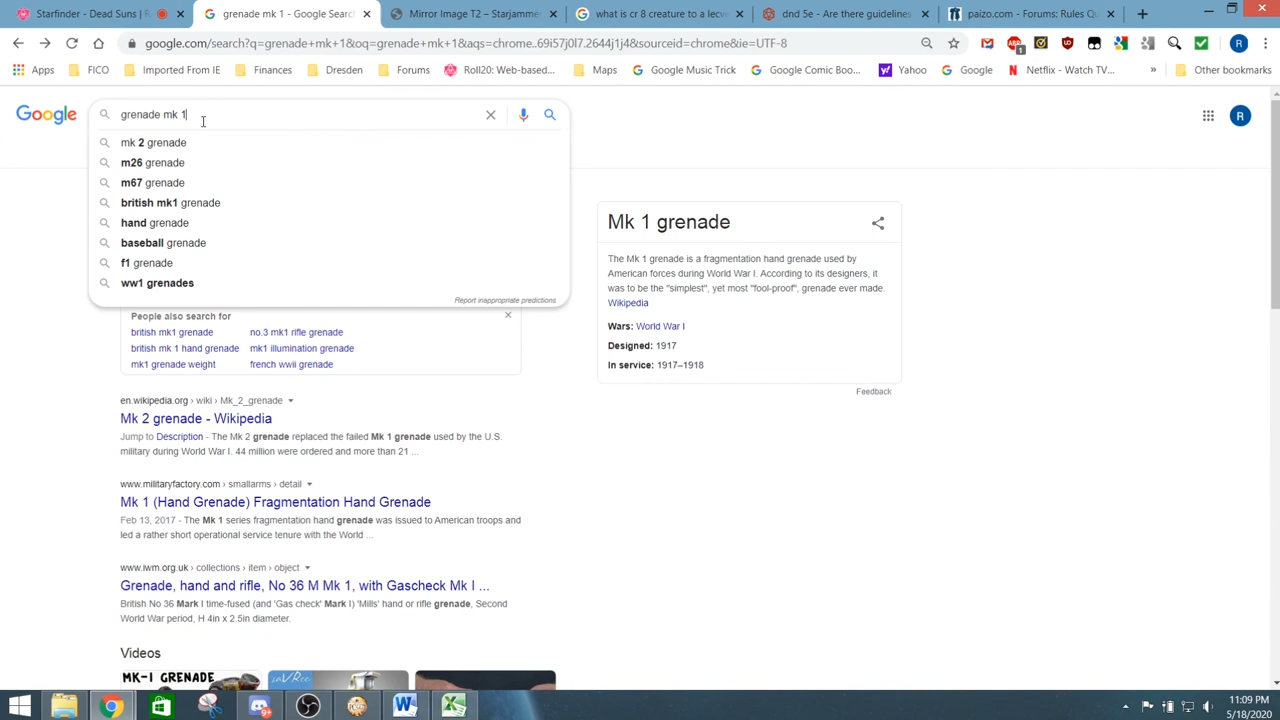 Dead Suns | R
grenade mk 1 - Google Search
Mirror Image T2 – Starjammer
what is cr 8 creature to a lecve
dnd 5e - Are there guidelines
paizo.com - Forums: Rules Qu
google.com/search?q=grenade+mk+1&oq=grenade+mk+1&aqs=chrome..69i57j0l7.2644j1j4&sourceid=chrome&ie=UTF-8
Apps FICO Imported From IE Finances Dresden Forums Roll20: Web-based... Maps Google Music Trick Google Comic Boo... Yahoo Google Netflix - Watch TV... » Other bookmarks
Google
grenade mk 1
R
mk 2 grenade
m26 grenade
m67 grenade
british mk1 grenade
hand grenade
baseball grenade
f1 grenade
ww1 grenades
Report inappropriate predictions
People also search for
british mk1 grenade no.3 mk1 rifle grenade
british mk 1 hand grenade mk1 illumination grenade
mk1 grenade weight french wwii grenade
en.wikipedia.org › wiki › Mk_2_grenade
Mk 2 grenade - Wikipedia
Jump to Description - The Mk 2 grenade replaced the failed Mk 1 grenade used by the U.S.
military during World War I. 44 million were ordered and more than 21 ...
www.militaryfactory.com › smallarms › detail
Mk 1 (Hand Grenade) Fragmentation Hand Grenade
Feb 13, 2017 - The Mk 1 series fragmentation hand grenade was issued to American troops and
led a rather short operational service tenure with the World ...
www.iwm.org.uk › collections › item › object
Grenade, hand and rifle, No 36 M Mk 1, with Gascheck Mk I ...
British No 36 Mark I time-fused (and 'Gas check' Mark I) 'Mills' hand or rifle grenade, Second
World War period, H 4in x 2.5in diameter.
Videos
MK-I GRENADE
Mk 1 grenade
The Mk 1 grenade is a fragmentation hand grenade used by
American forces during World War I. According to its designers, it
was to be the "simplest", yet most "fool-proof", grenade ever made.
Wikipedia
Wars: World War I
Designed: 1917
In service: 1917–1918
Feedback
11:09 PM
5/18/2020